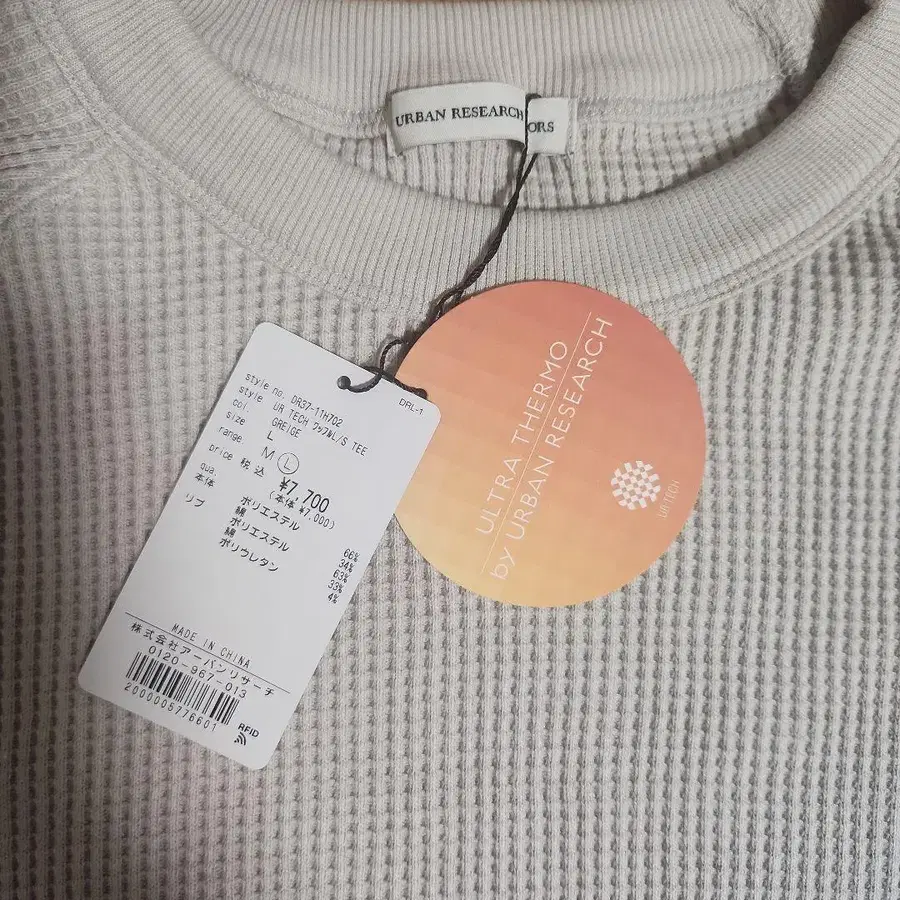 URBAN RESEARCH
ORS
DRL-1
style no. DR37-11H702
style UR TECH ワッフルL/S TEE
col. GREIGE
size L
range M L
price 税込 ¥7,700
(本体 ¥7,000)
qua.
本体 ポリエステル 66%
綿 34%
リブ ポリエステル 63%
綿 33%
ポリウレタン 4%
MADE IN CHINA
株式会社アーバンリサーチ
0120-967-013
2000005776601
RFID
ULTRA THERMO
by URBAN RESEARCH
UR TECH